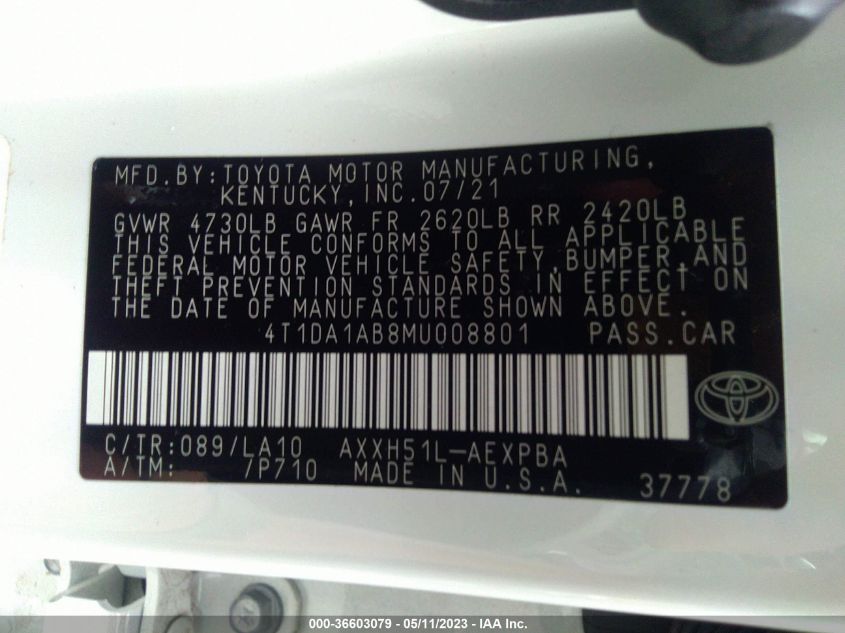 MFD.BY:TOYOTA MOTOR MANUFACTURING,
KENTUCKY,INC.07/21
GVWR 4730LB GAWR FR 2620LB RR 2420LB
THIS VEHICLE CONFORMS TO ALL APPLICABLE
FEDERAL MOTOR VEHICLE SAFETY,BUMPER,AND
THEFT PREVENTION STANDARDS IN EFFECT ON
THE DATE OF MANUFACTURE SHOWN ABOVE.
4T1DA1AB8MU008801 PASS.CAR
C/TR:089/LA10 AXXH51L-AEXPBA
A/TM: /P710 MADE IN U.S.A. 37778
000-36603079 - 05/11/2023 - IAA Inc.